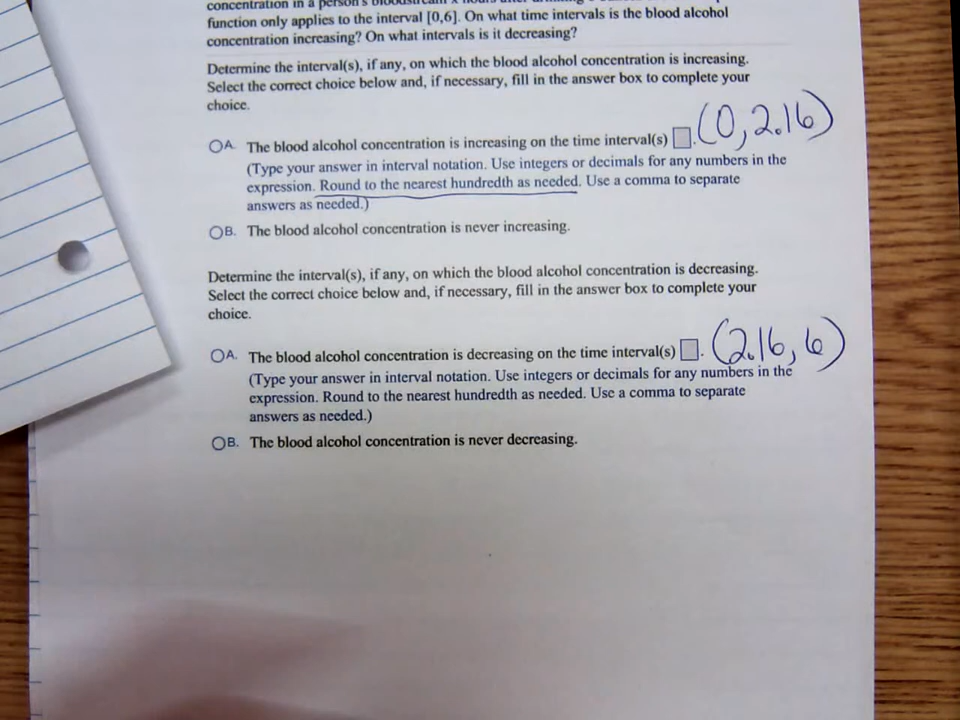 concentration in a person's bloodstream x hours after drinking
function only applies to the interval [0,6]. On what time intervals is the blood alcohol
concentration increasing? On what intervals is it decreasing?
Determine the interval(s), if any, on which the blood alcohol concentration is increasing.
Select the correct choice below and, if necessary, fill in the answer box to complete your
choice.
A. The blood alcohol concentration is increasing on the time interval(s) . (0,2.16)
(Type your answer in interval notation. Use integers or decimals for any numbers in the
expression. Round to the nearest hundredth as needed. Use a comma to separate
answers as needed.)
B. The blood alcohol concentration is never increasing.
Determine the interval(s), if any, on which the blood alcohol concentration is decreasing.
Select the correct choice below and, if necessary, fill in the answer box to complete your
choice.
A. The blood alcohol concentration is decreasing on the time interval(s) . (2.16, 6)
(Type your answer in interval notation. Use integers or decimals for any numbers in the
expression. Round to the nearest hundredth as needed. Use a comma to separate
answers as needed.)
B. The blood alcohol concentration is never decreasing.